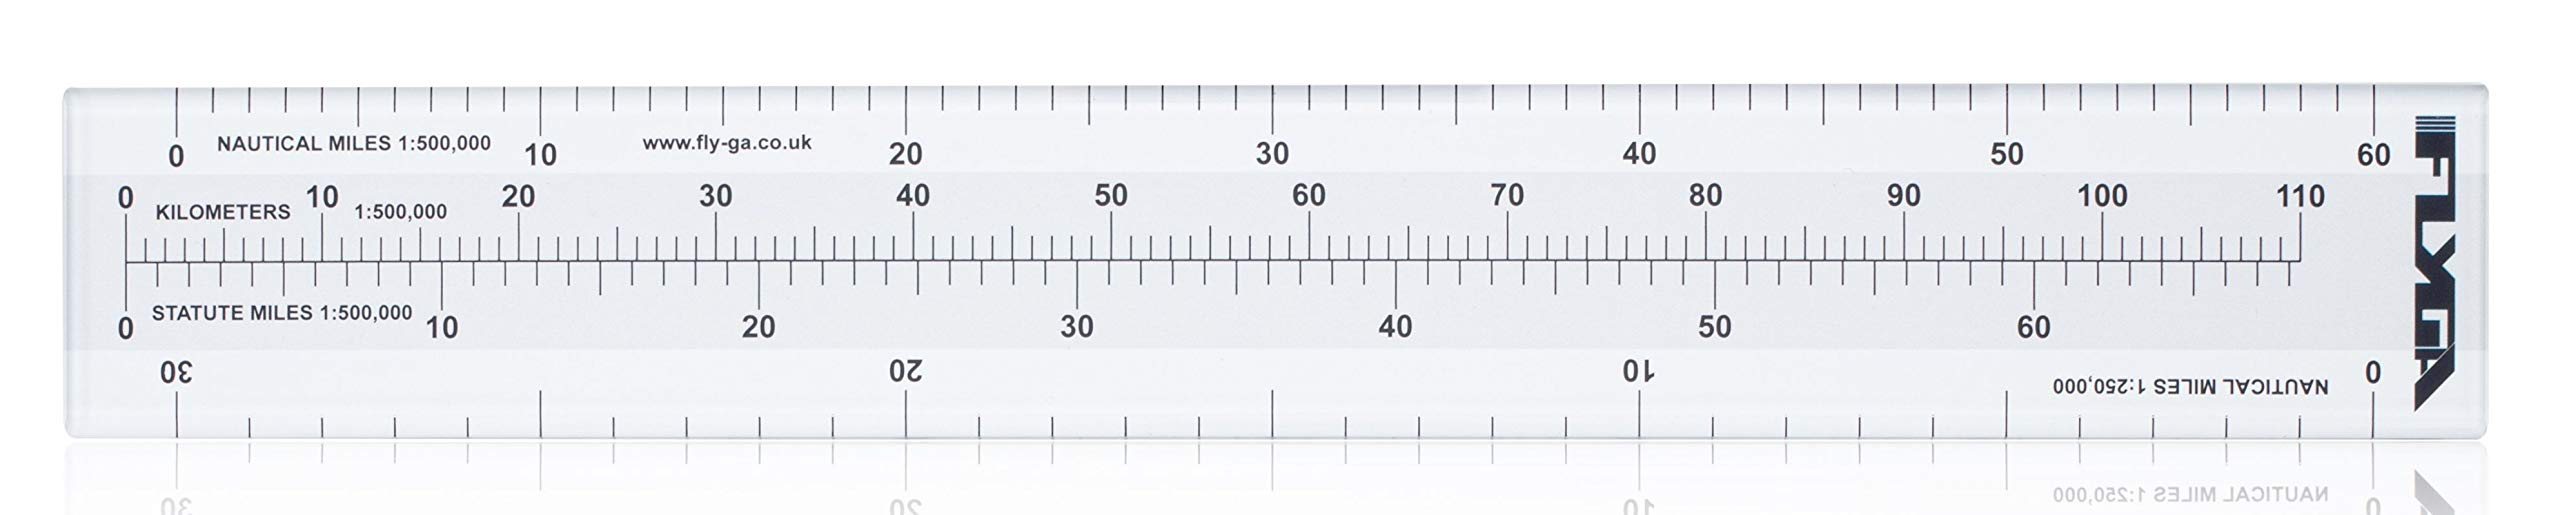 NAUTICAL MILES 1:500,000 www.fly-ga.co.uk
0 10 20 30 40 50 60
0 10 20 30 40 50 60 70 80 90 100 110
KILOMETERS 1:500,000
STATUTE MILES 1:500,000
0 10 20 30 40 50 60
30 20 10 0
NAUTICAL MILES 1:250,000
FLYGA